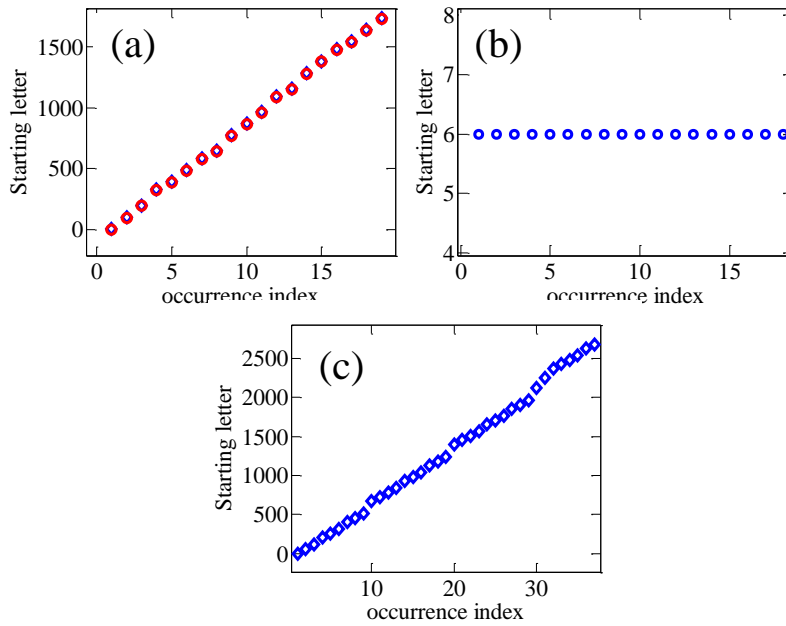 (a)
Starting letter
1500
1000
500
0
0 5 10 15
occurrence index
(b)
Starting letter
8
7
6
5
4
0 5 10 15
occurrence index
(c)
Starting letter
2500
2000
1500
1000
500
0
10 20 30
occurrence index